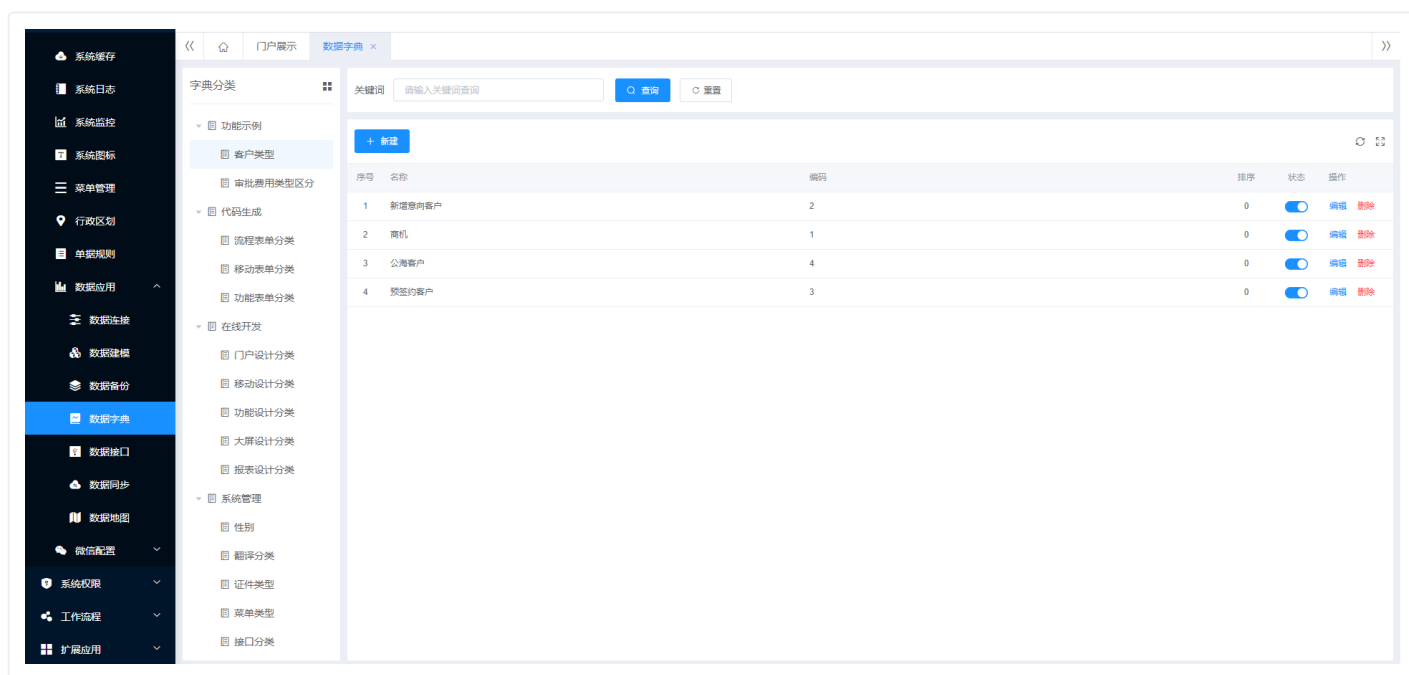 系统缓存
系统日志
系统监控
系统图标
菜单管理
行政区划
单据规则
数据应用
数据连接
数据建模
数据备份
数据字典
数据接口
数据同步
数据地图
微信配置
系统权限
工作流程
扩展应用
门户展示 数据字典 ×
字典分类
功能示例
客户类型
审批费用类型区分
代码生成
流程表单分类
移动表单分类
功能表单分类
在线开发
门户设计分类
移动设计分类
功能设计分类
大屏设计分类
报表设计分类
系统管理
性别
翻译分类
证件类型
菜单类型
接口分类
关键词 请输入关键词查询 查询 重置
+ 新建
序号 名称 编码 排序 状态 操作
1 新增意向客户 2 0 编辑 删除
2 商机 1 0 编辑 删除
3 公海客户 4 0 编辑 删除
4 预签约客户 3 0 编辑 删除